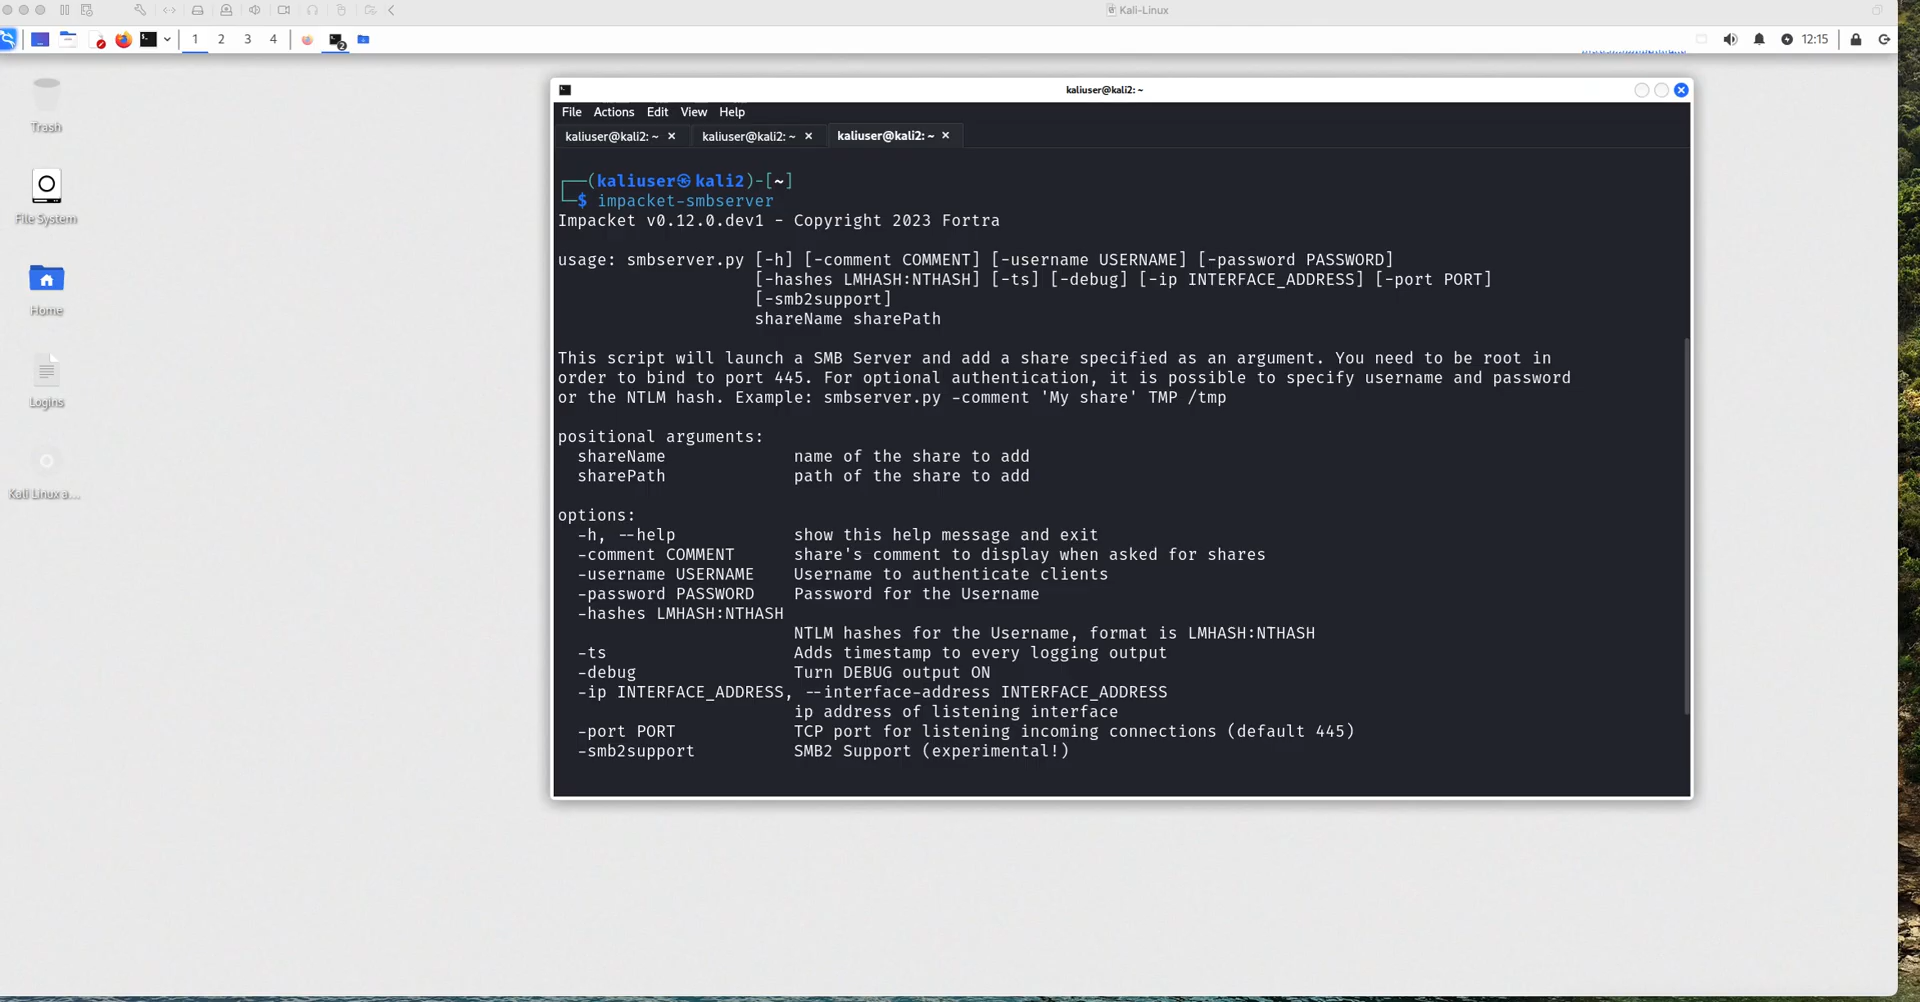 Kali-Linux
1 2 3 4
2
12:15
Trash
File System
Home
Logins
Kali Linux a...
kaliuser@kali2: ~
File Actions Edit View Help
kaliuser@kali2: ~ × kaliuser@kali2: ~ × kaliuser@kali2: ~ ×
┌──(kaliuser㉿kali2)-[~]
└─$ impacket-smbserver
Impacket v0.12.0.dev1 - Copyright 2023 Fortra
usage: smbserver.py [-h] [-comment COMMENT] [-username USERNAME] [-password PASSWORD]
[-hashes LMHASH:NTHASH] [-ts] [-debug] [-ip INTERFACE_ADDRESS] [-port PORT]
[-smb2support]
shareName sharePath
This script will launch a SMB Server and add a share specified as an argument. You need to be root in
order to bind to port 445. For optional authentication, it is possible to specify username and password
or the NTLM hash. Example: smbserver.py -comment 'My share' TMP /tmp
positional arguments:
shareName name of the share to add
sharePath path of the share to add
options:
-h, --help show this help message and exit
-comment COMMENT share's comment to display when asked for shares
-username USERNAME Username to authenticate clients
-password PASSWORD Password for the Username
-hashes LMHASH:NTHASH
NTLM hashes for the Username, format is LMHASH:NTHASH
-ts Adds timestamp to every logging output
-debug Turn DEBUG output ON
-ip INTERFACE_ADDRESS, --interface-address INTERFACE_ADDRESS
ip address of listening interface
-port PORT TCP port for listening incoming connections (default 445)
-smb2support SMB2 Support (experimental!)